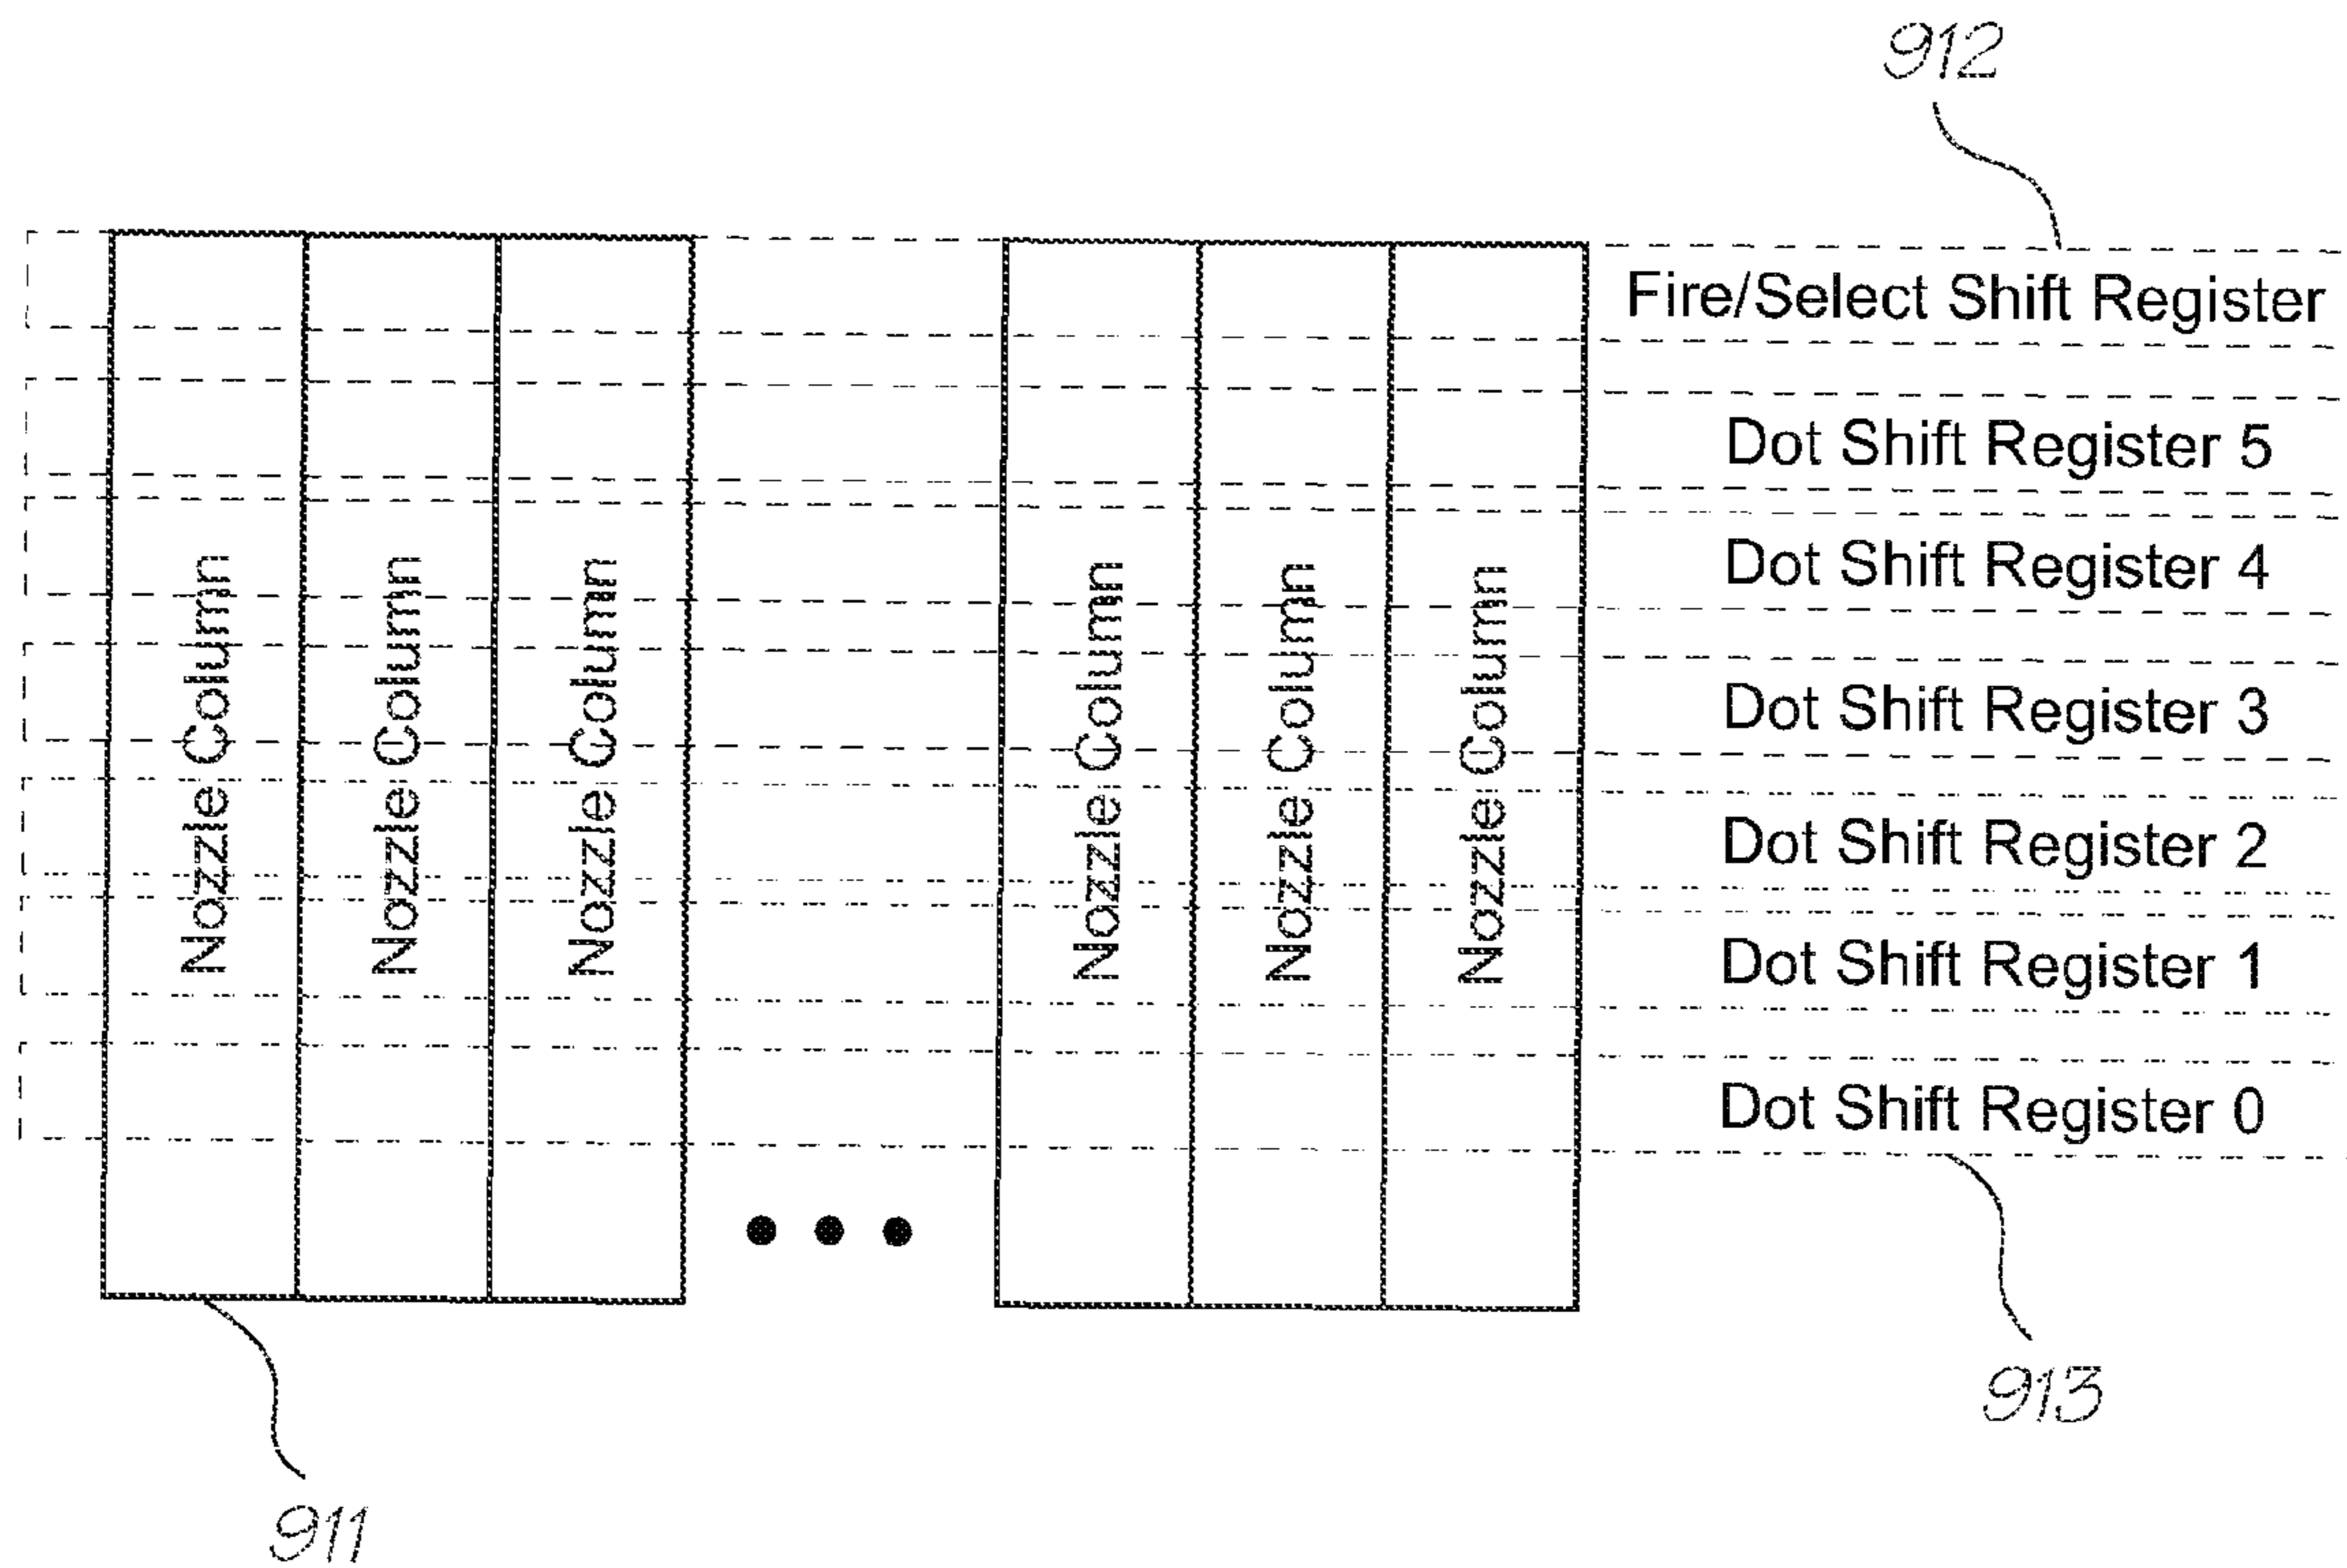 912
Fire/Select Shift Register
Dot Shift Register 5
Dot Shift Register 4
Dot Shift Register 3
Dot Shift Register 2
Dot Shift Register 1
Dot Shift Register 0
Nozzle Column
Nozzle Column
Nozzle Column
Nozzle Column
Nozzle Column
Nozzle Column
913
911